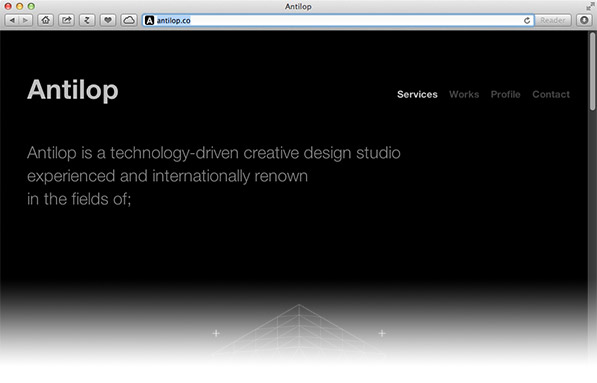 Antilop
antilop.co
Reader
Antilop
Services Works Profile Contact
Antilop is a technology-driven creative design studio
experienced and internationally renown
in the fields of;